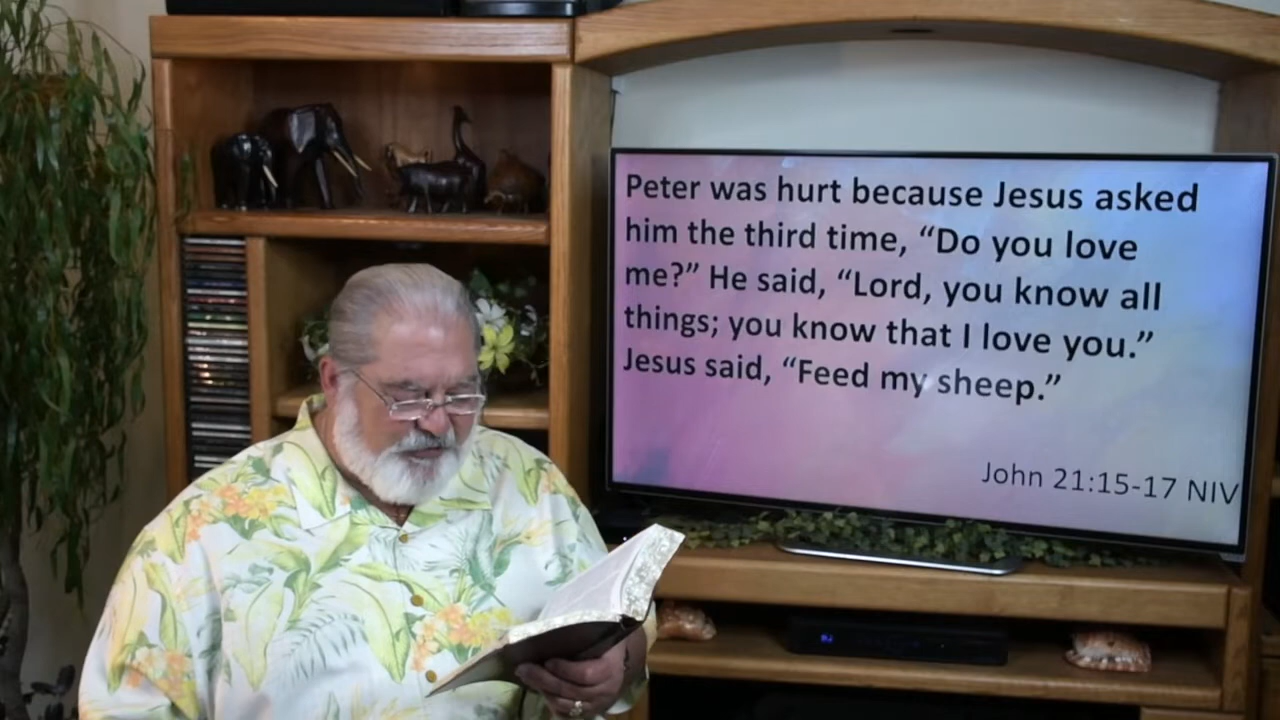 Peter was hurt because Jesus asked
him the third time, “Do you love
me?” He said, “Lord, you know all
things; you know that I love you.”
Jesus said, “Feed my sheep.”
John 21:15-17 NIV